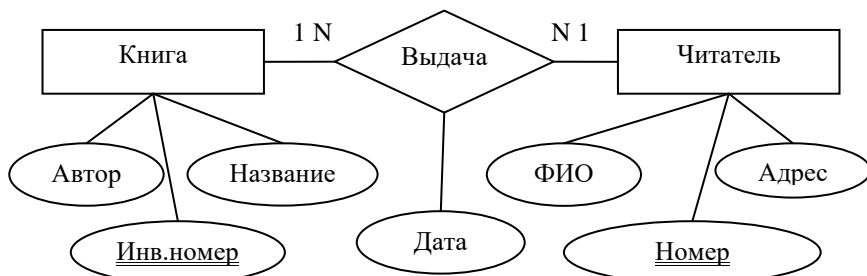 Книга
1 N
Выдача
N 1
Читатель
Автор
Название
ФИО
Адрес
Инв.номер
Дата
Номер